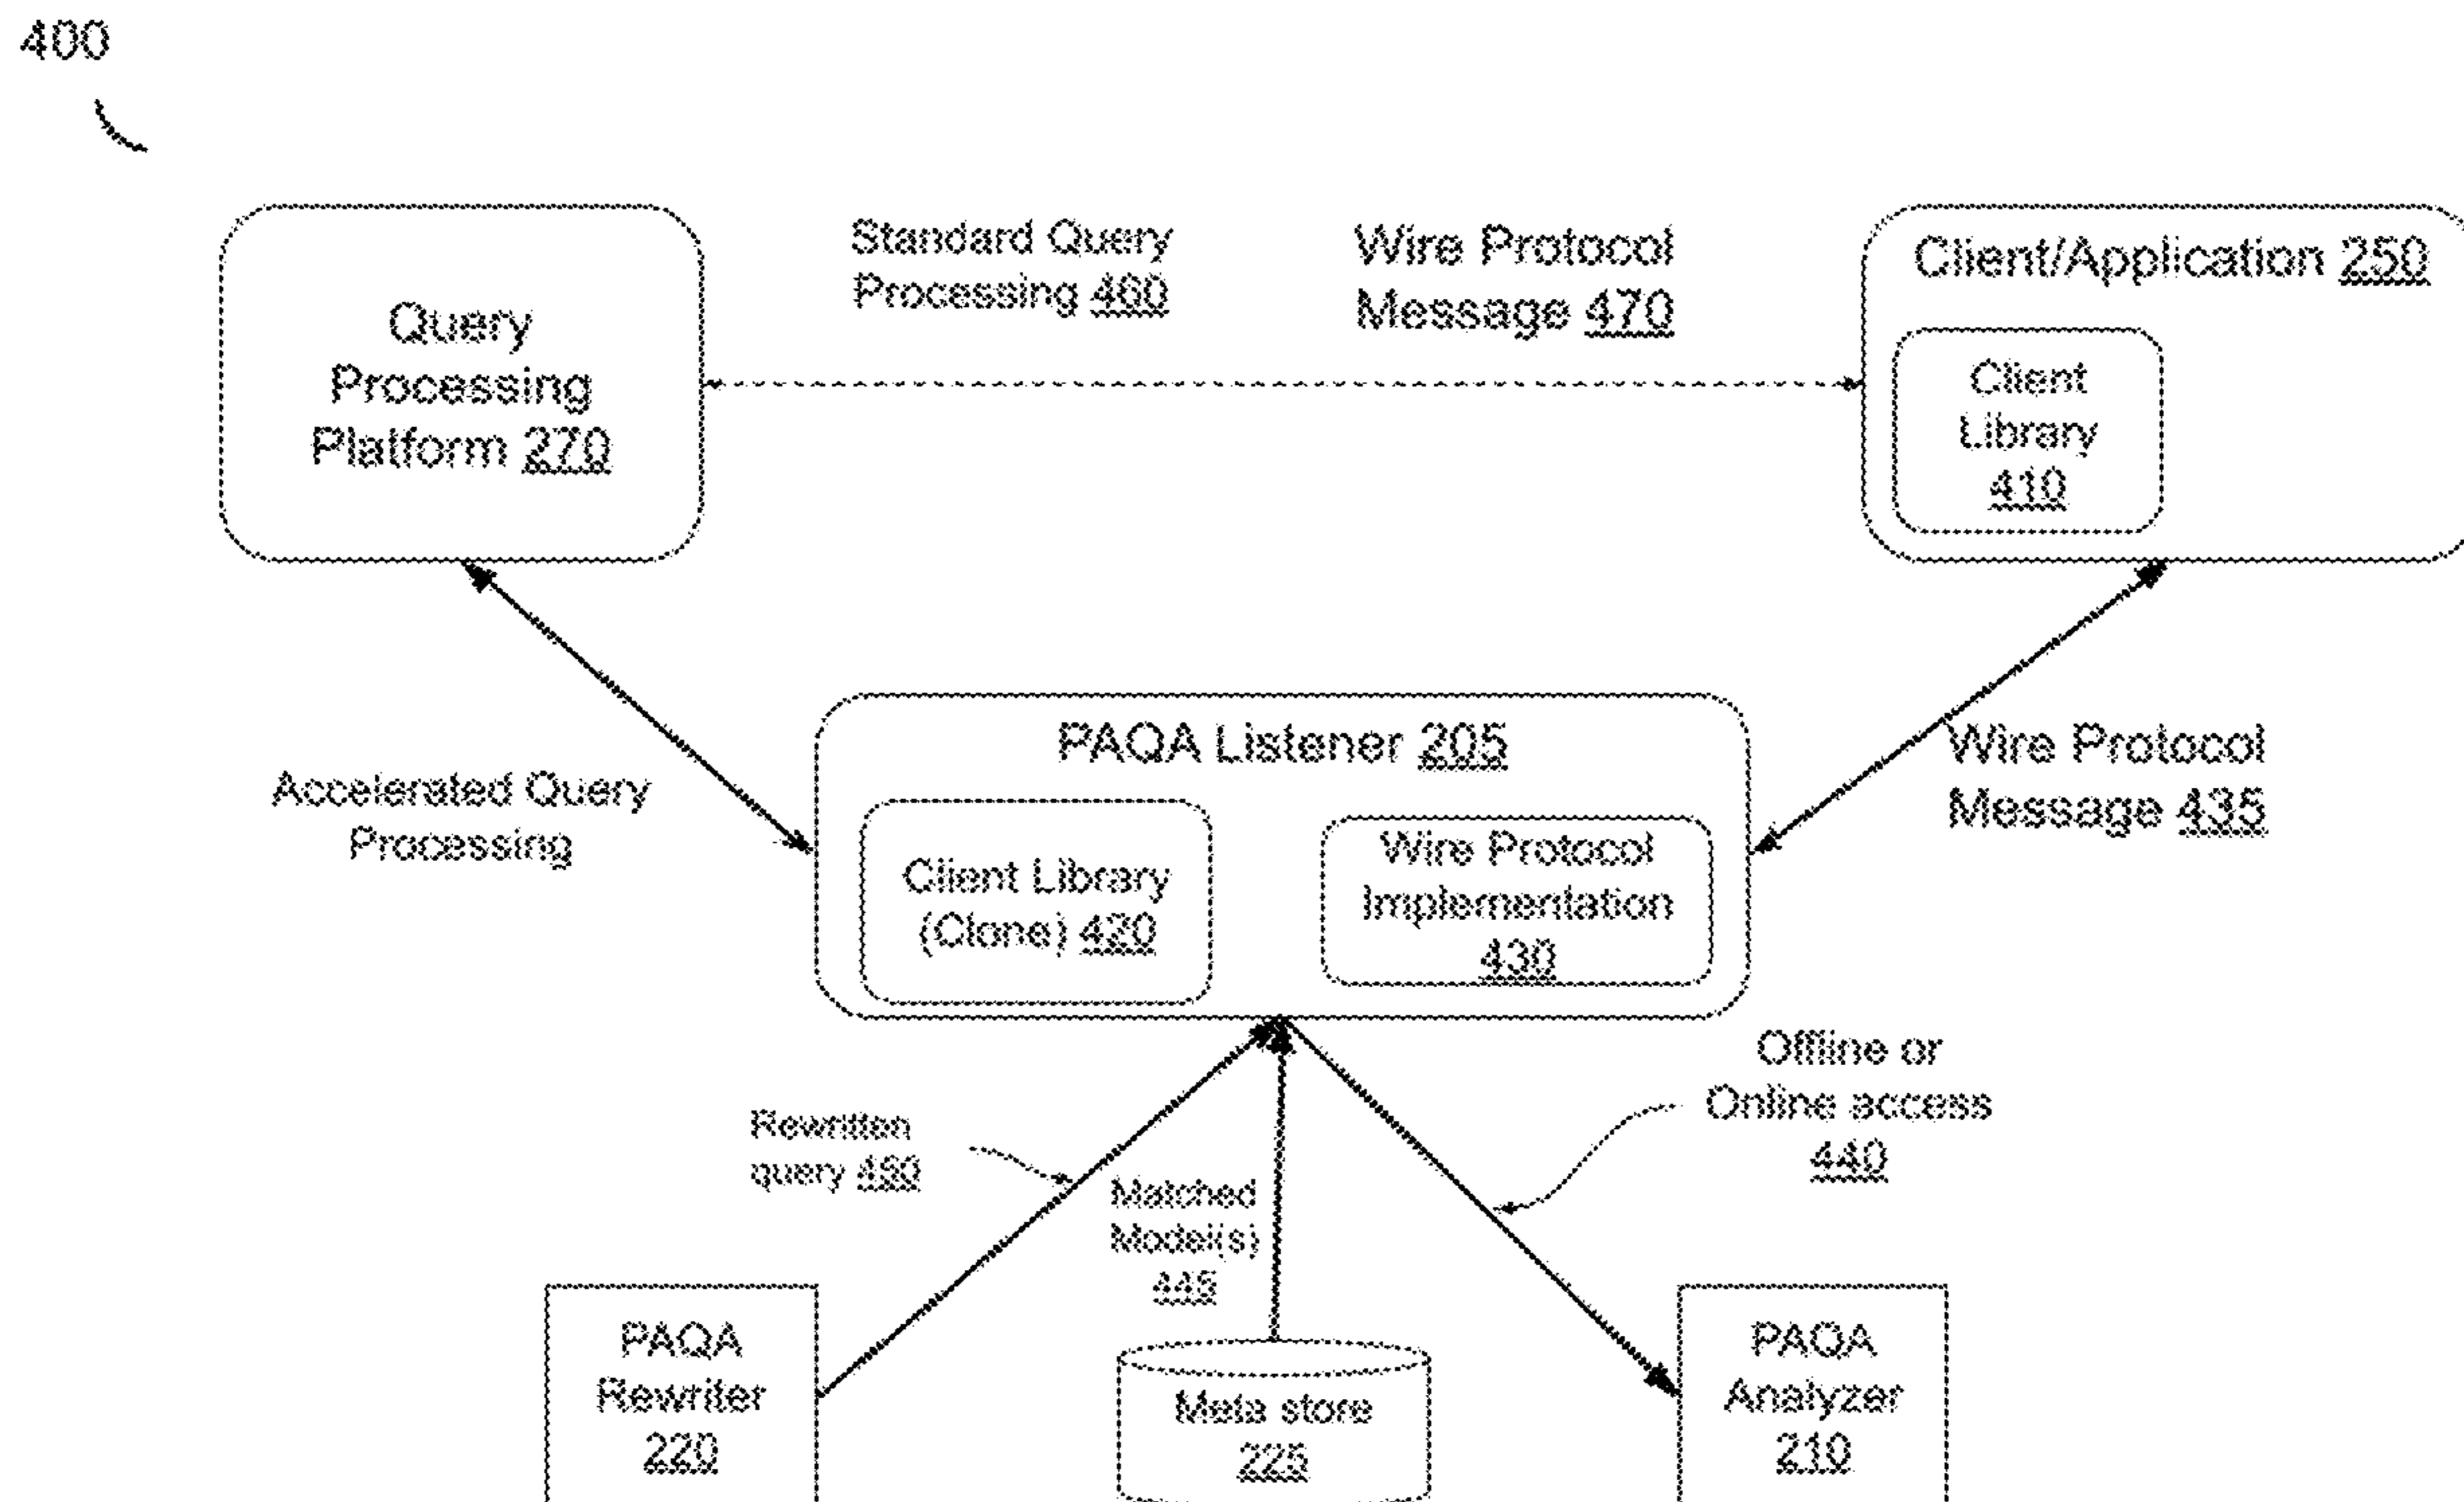 400
Query
Processing
Platform 270
Standard Query
Processing 460
Wire Protocol
Message 470
Client/Application 250
Client
Library
410
Accelerated Query
Processing
PAQA Listener 205
Client Library
(Clone) 420
Wire Protocol
Implementation
430
Wire Protocol
Message 435
Rewritten
query
Matched
Model(s)
445
Offline or
Online access
440
PAQA
Rewriter
220
Meta store
225
PAQA
Analyzer
210